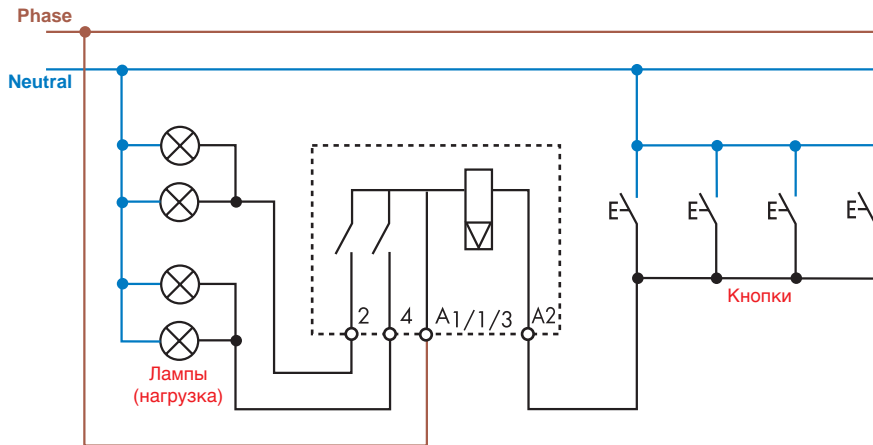 Phase
Neutral
2
4
A1/1/3
A2
Кнопки
Лампы
(нагрузка)